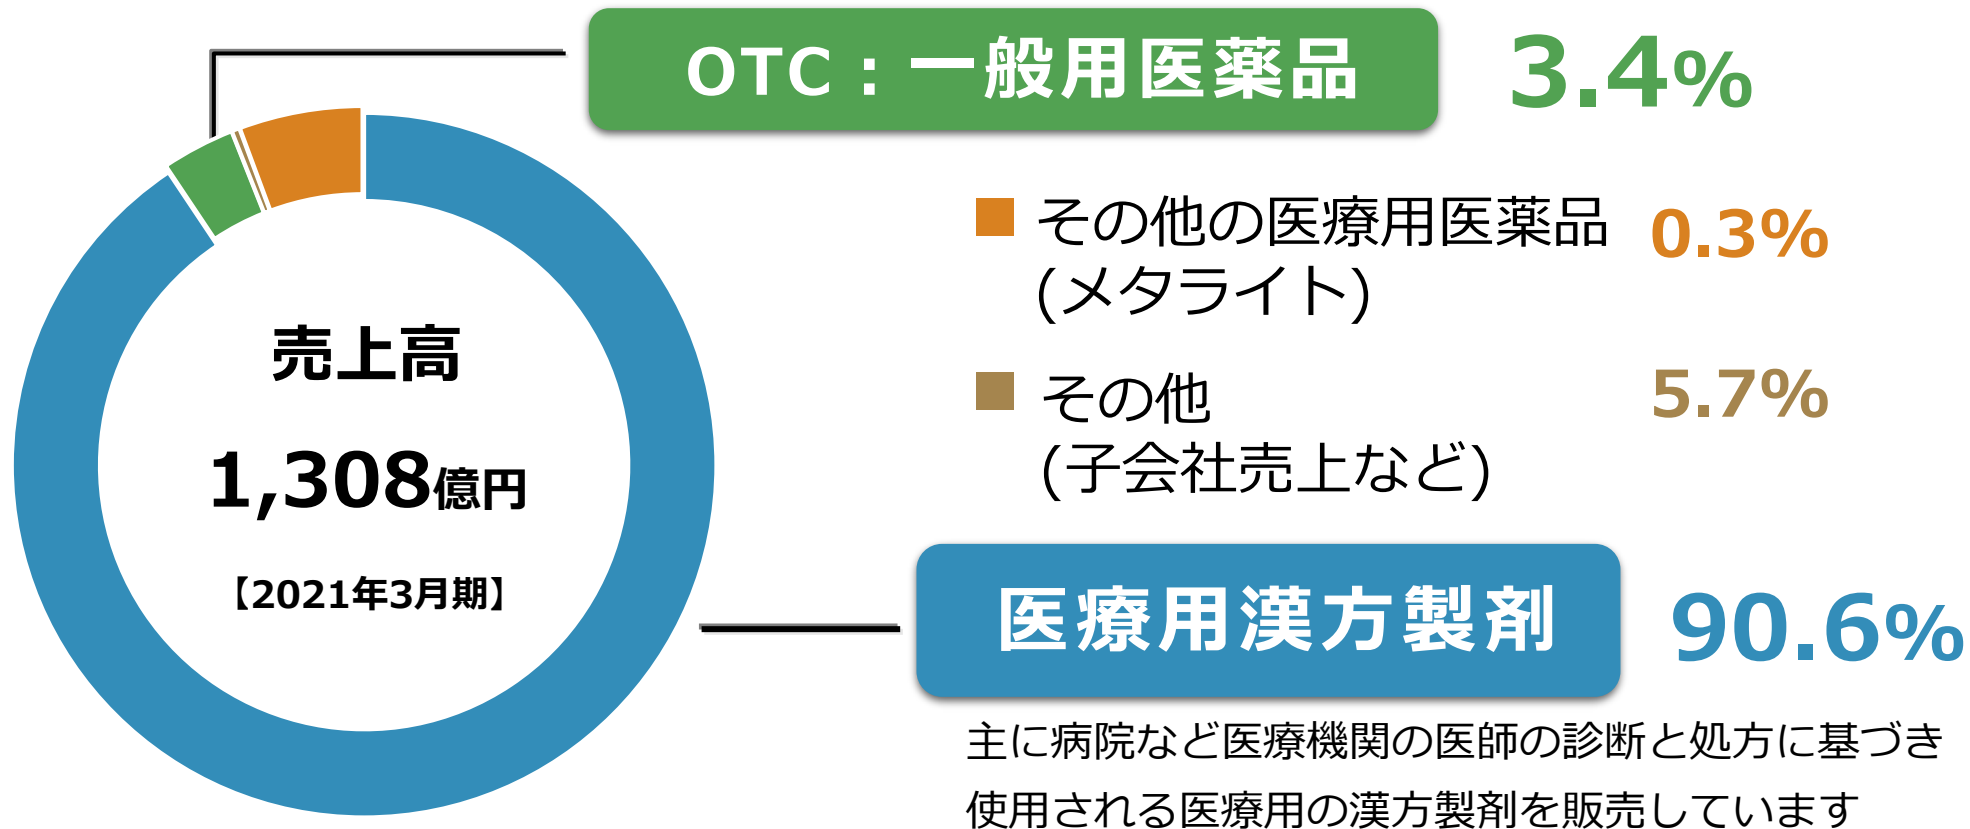 OTC：一般用医薬品 3.4%
その他の医療用医薬品 0.3%
(メタライト)
その他 5.7%
(子会社売上など)
売上高
1,308億円
【2021年3月期】
医療用漢方製剤 90.6%
主に病院など医療機関の医師の診断と処方に基づき
使用される医療用の漢方製剤を販売しています